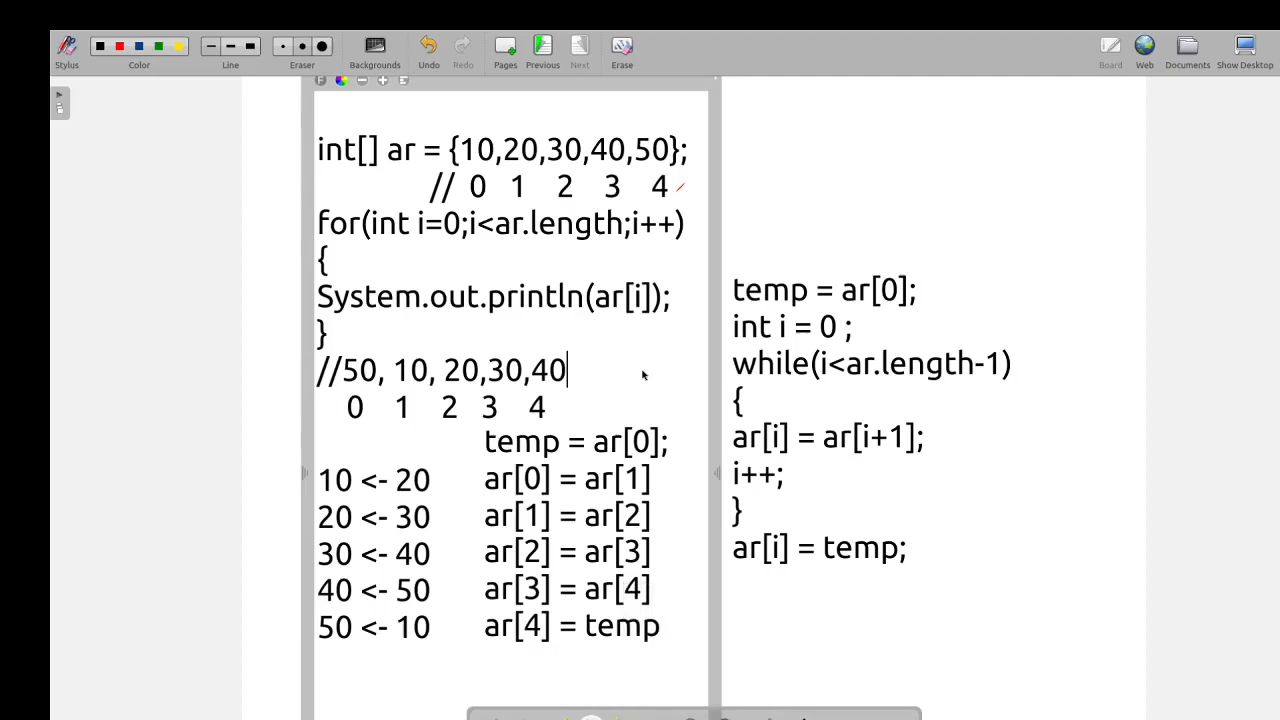 Stylus Color Line Eraser Backgrounds Undo Redo Pages Previous Next Erase Board Web Documents Show Desktop
int[] ar = {10,20,30,40,50};
// 0 1 2 3 4
for(int i=0;i<ar.length;i++)
{
System.out.println(ar[i]);
}
//50, 10, 20,30,40
0 1 2 3 4
temp = ar[0];
10 <- 20 ar[0] = ar[1]
20 <- 30 ar[1] = ar[2]
30 <- 40 ar[2] = ar[3]
40 <- 50 ar[3] = ar[4]
50 <- 10 ar[4] = temp
temp = ar[0];
int i = 0 ;
while(i<ar.length-1)
{
ar[i] = ar[i+1];
i++;
}
ar[i] = temp;